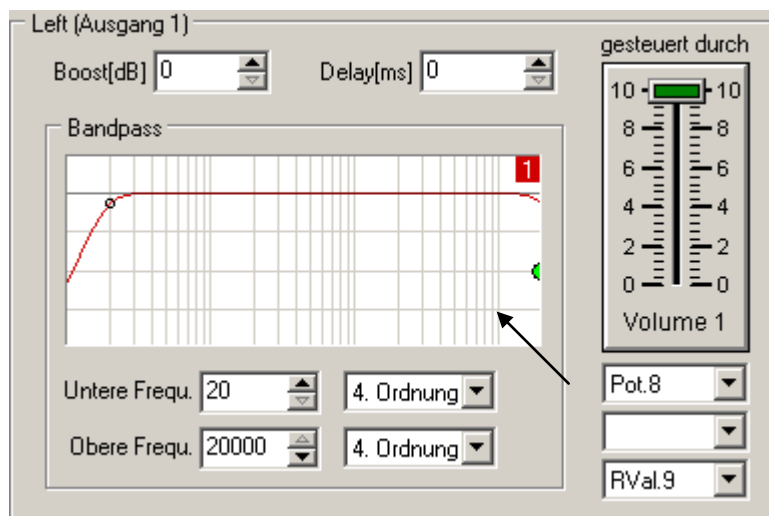 Left (Ausgang 1)
Boost[dB] 0
Delay[ms] 0
Bandpass
1
Untere Frequ. 20
4. Ordnung
Obere Frequ. 20000
4. Ordnung
gesteuert durch
10 10
8 8
6 6
4 4
2 2
0 0
Volume 1
Pot.8
RVal.9